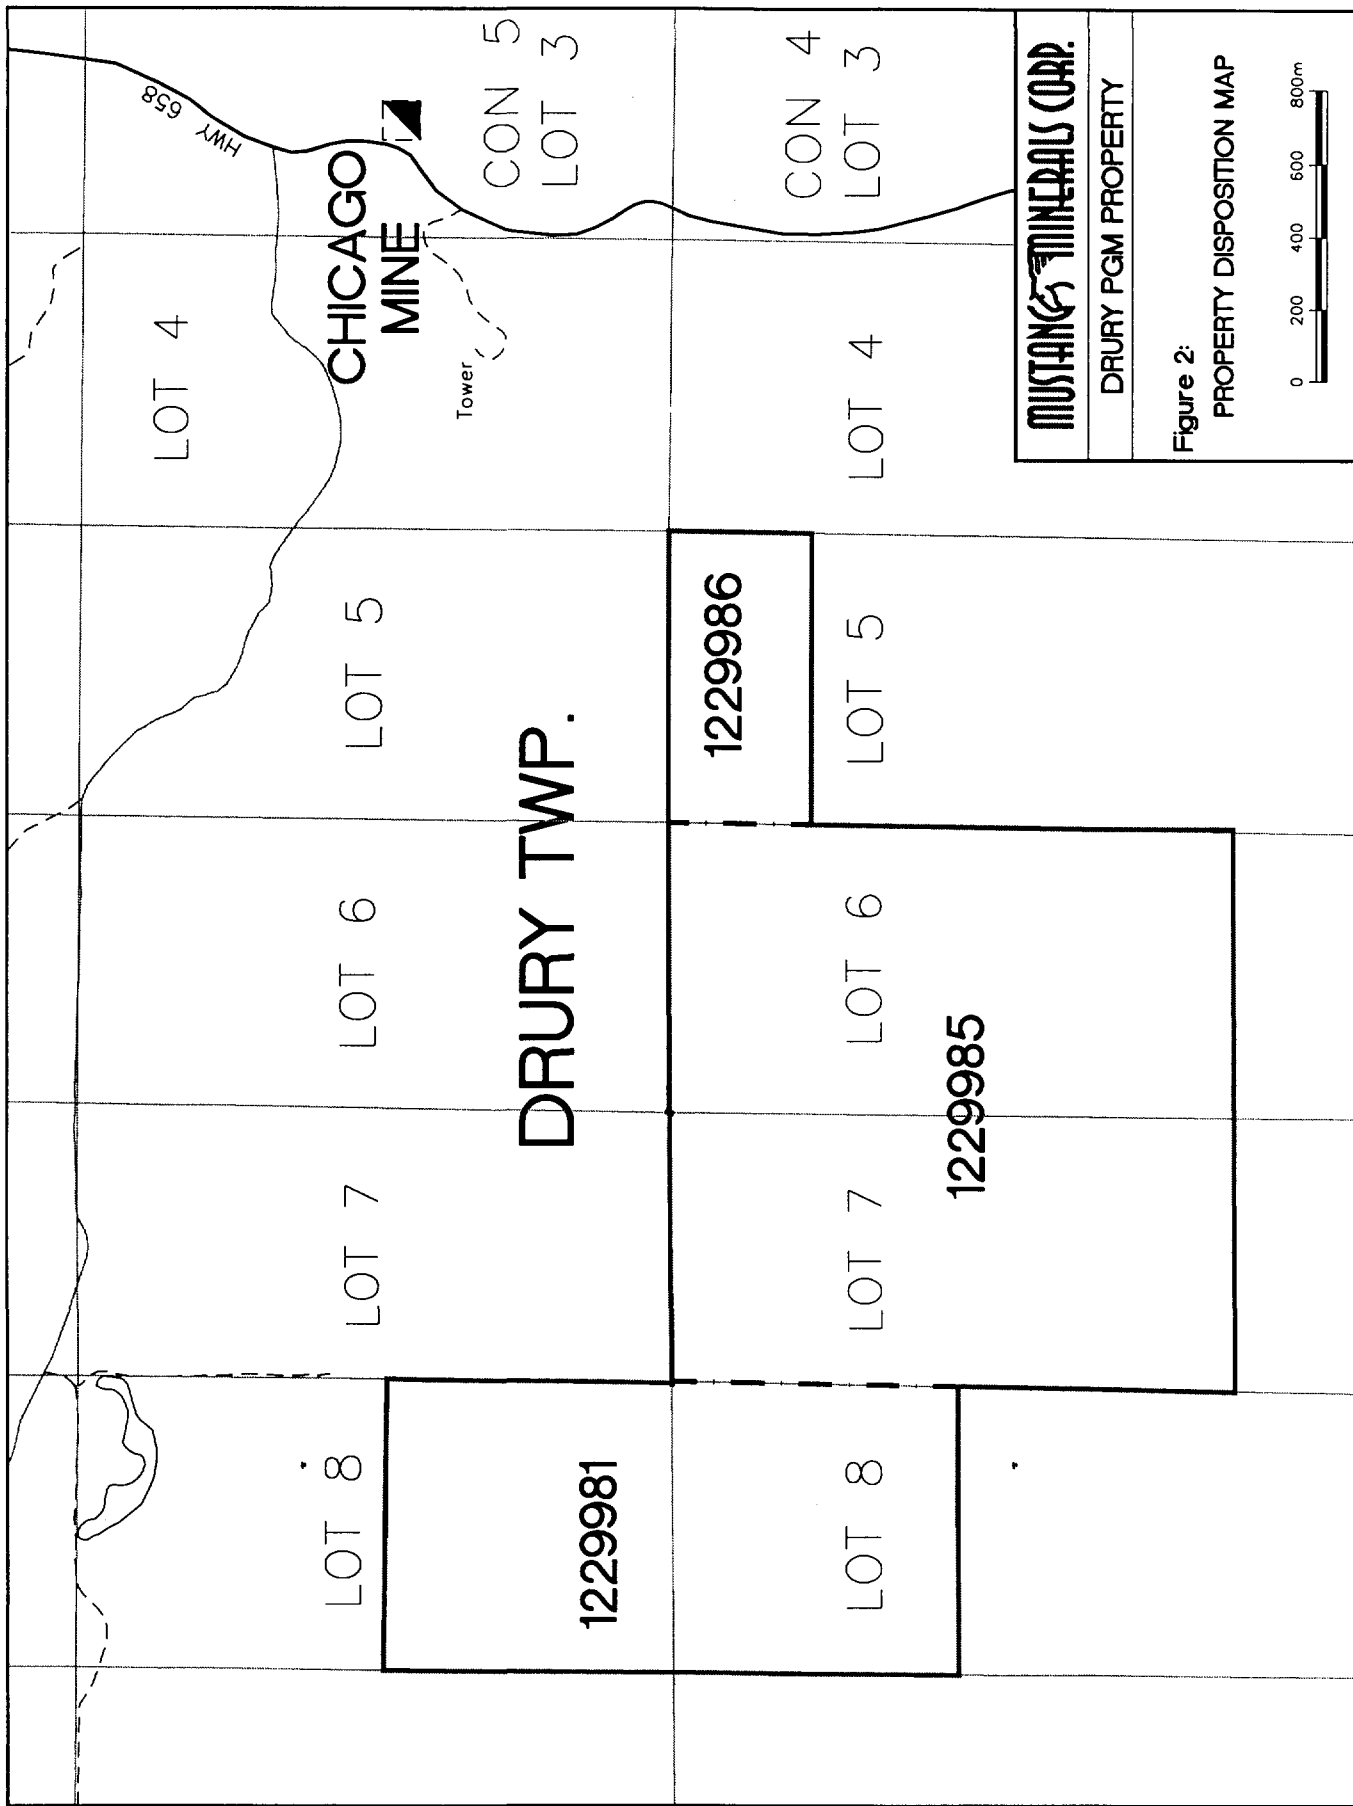 HWY 658
LOT 4
CHICAGO
MINE
LOT 8
LOT 7
LOT 6
LOT 5
Tower
CON 5
LOT 3
DRURY TWP.
1229981
1229986
CON 4
LOT 3
LOT 8
LOT 7
LOT 6
LOT 5
LOT 4
1229985
MUSTANG MINERALS CORP.
DRURY PGM PROPERTY
Figure 2:
PROPERTY DISPOSITION MAP
0 200 400 600 800m